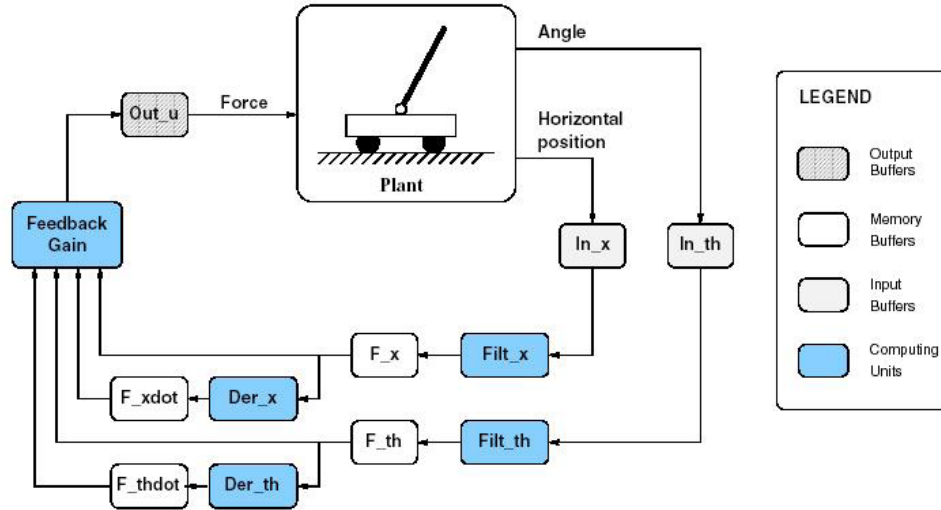 Angle
Out_u
Force
Horizontal
position
Plant
Feedback
Gain
In_x
In_th
F_x
Filt_x
F_xdot
Der_x
F_th
Filt_th
F_thdot
Der_th
LEGEND
Output
Buffers
Memory
Buffers
Input
Buffers
Computing
Units